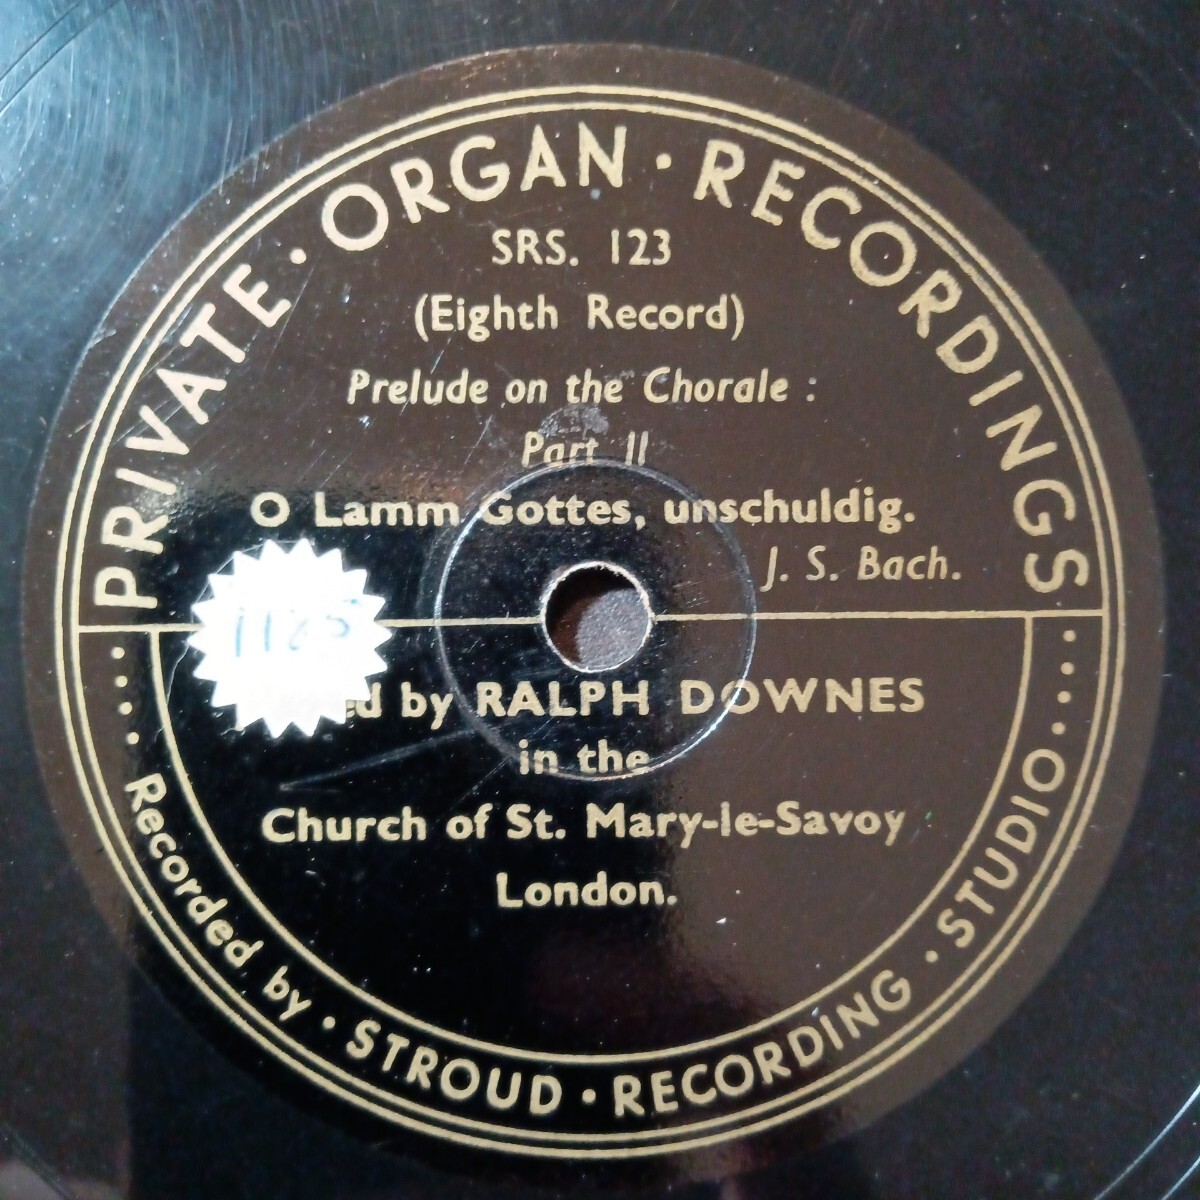 PRIVATE · ORGAN · RECORDINGS
SRS. 123
(Eighth Record)
Prelude on the Chorale :
Part II
O Lamm Gottes, unschuldig.
J. S. Bach.
by RALPH DOWNES
in the
Church of St. Mary-le-Savoy
London.
Recorded by · STROUD · RECORDING · STUDIO